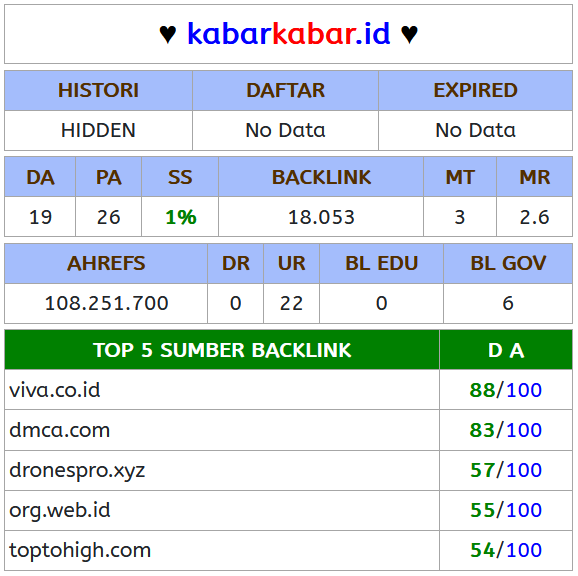 ♥ kabarkabar.id ♥
HISTORI DAFTAR EXPIRED
HIDDEN No Data No Data
DA PA SS BACKLINK MT MR
19 26 1% 18.053 3 2.6
AHREFS DR UR BL EDU BL GOV
108.251.700 0 22 0 6
TOP 5 SUMBER BACKLINK D A
viva.co.id 88/100
dmca.com 83/100
dronespro.xyz 57/100
org.web.id 55/100
toptohigh.com 54/100